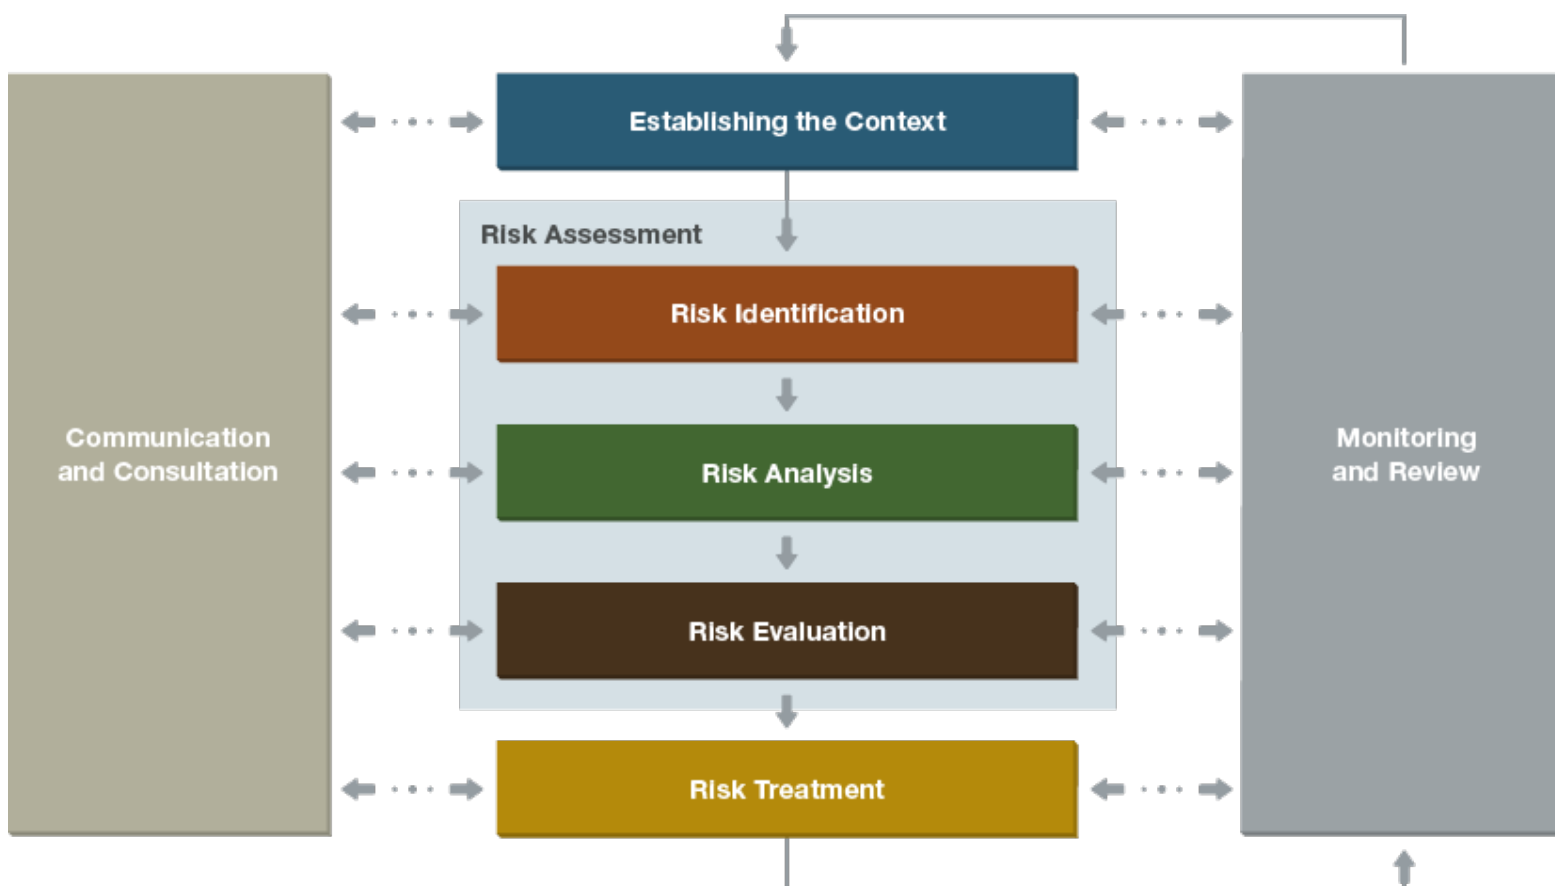 Establishing the Context
Risk Assessment
Risk Identification
Communication
and Consultation
Risk Analysis
Monitoring
and Review
Risk Evaluation
Risk Treatment